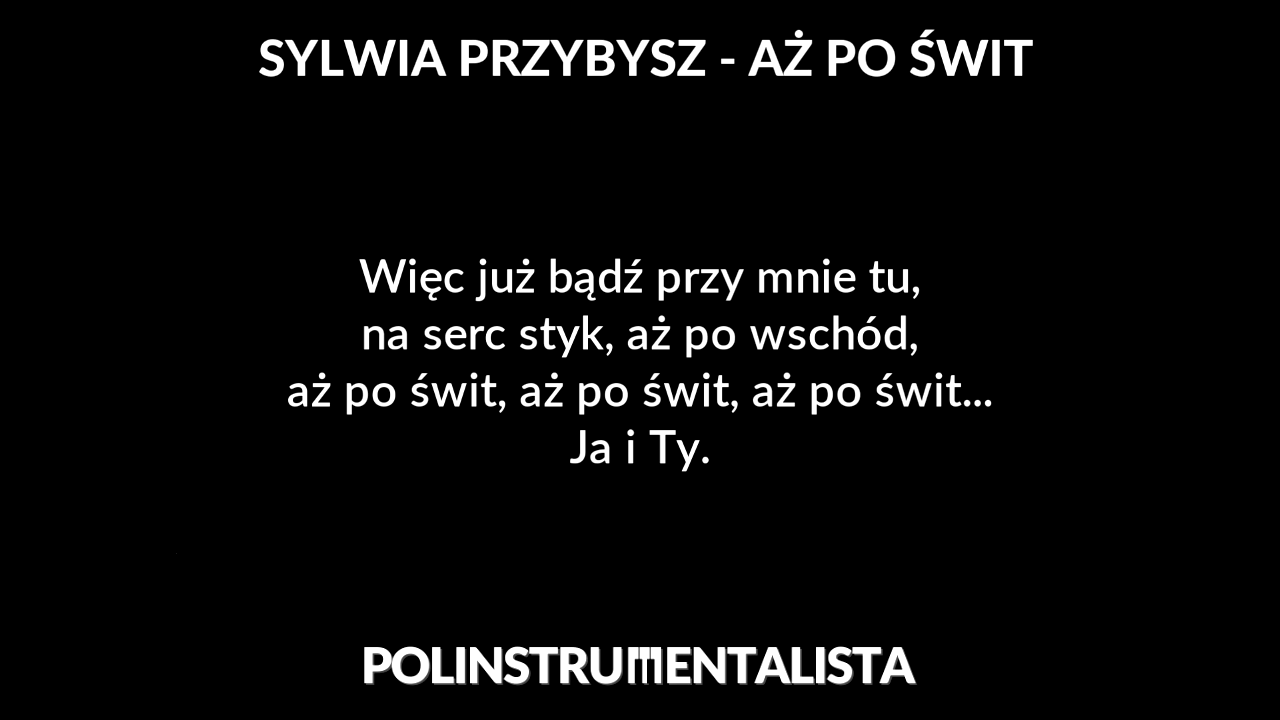 SYLWIA PRZYBYSZ - AŻ PO ŚWIT
Więc już bądź przy mnie tu,
na serc styk, aż po wschód,
aż po świt, aż po świt, aż po świt...
Ja i Ty.
POLINSTRUMENTALISTA